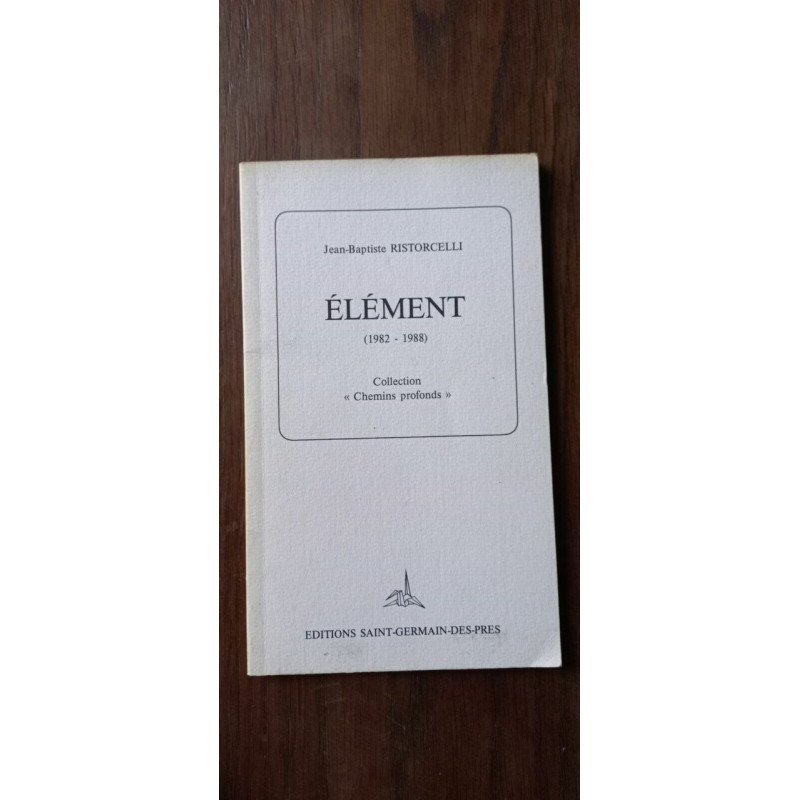 Jean-Baptiste RISTORCELLI
ÉLÉMENT
(1982 - 1988)
Collection
« Chemins profonds »
EDITIONS SAINT-GERMAIN-DES-PRES